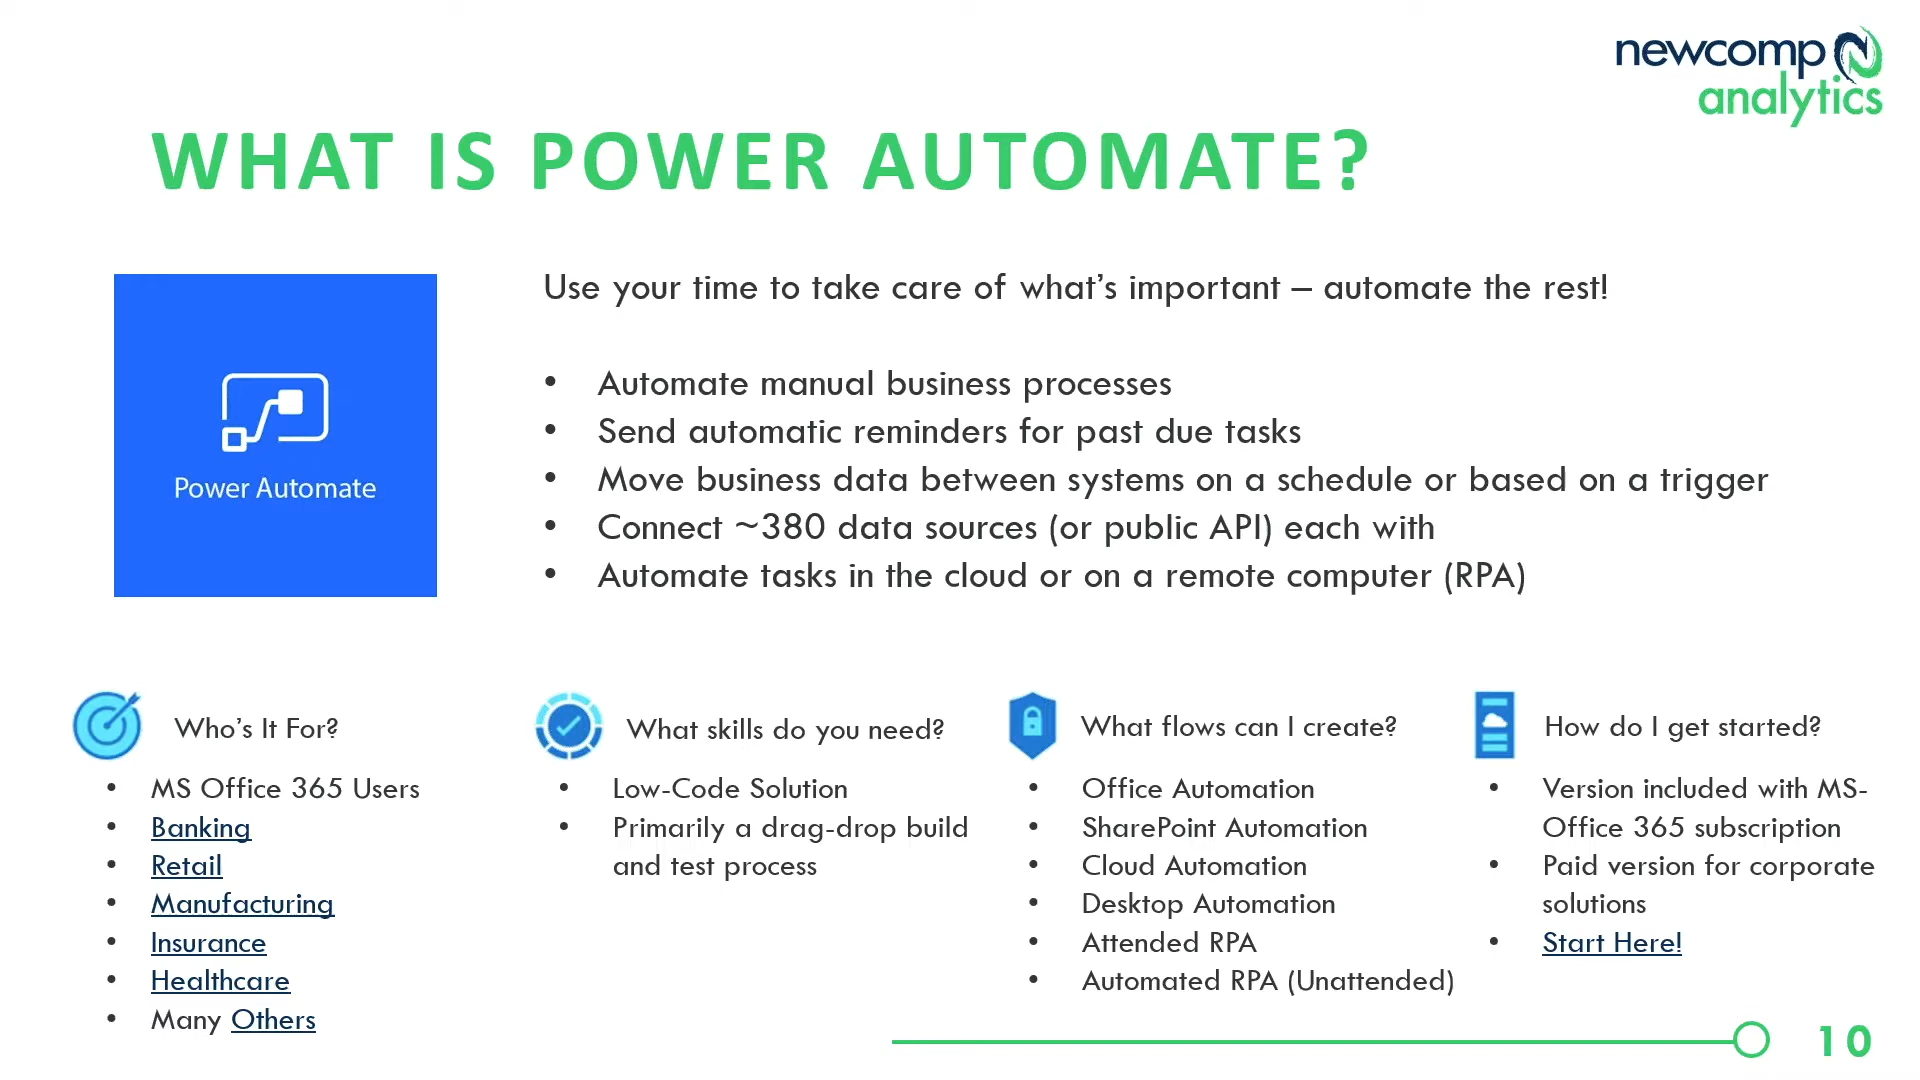 newcomp
analytics
WHAT IS POWER AUTOMATE?
Power Automate
Use your time to take care of what's important – automate the rest!
• Automate manual business processes
• Send automatic reminders for past due tasks
• Move business data between systems on a schedule or based on a trigger
• Connect ~380 data sources (or public API) each with
• Automate tasks in the cloud or on a remote computer (RPA)
Who's It For?
• MS Office 365 Users
• Banking
• Retail
• Manufacturing
• Insurance
• Healthcare
• Many Others
What skills do you need?
• Low-Code Solution
• Primarily a drag-drop build
and test process
What flows can I create?
• Office Automation
• SharePoint Automation
• Cloud Automation
• Desktop Automation
• Attended RPA
• Automated RPA (Unattended)
How do I get started?
• Version included with MS-
Office 365 subscription
• Paid version for corporate
solutions
• Start Here!
10